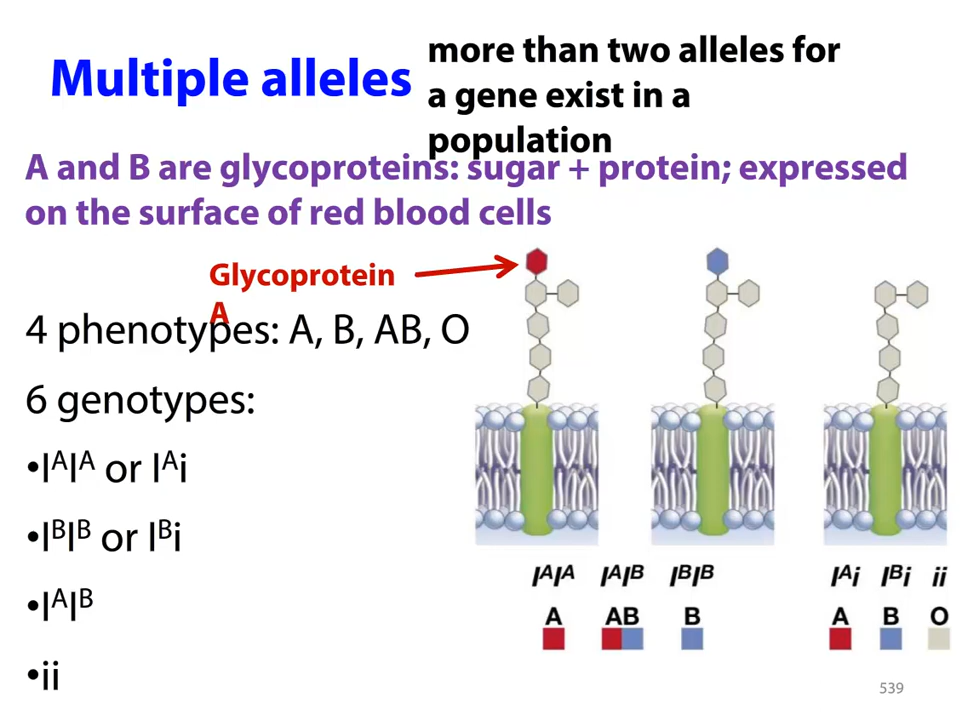 Multiple alleles
more than two alleles for
a gene exist in a
population
A and B are glycoproteins: sugar + protein; expressed
on the surface of red blood cells
Glycoprotein
A
4 phenotypes: A, B, AB, O
6 genotypes:
•IᴬIᴬ or Iᴬi
•IᴮIᴮ or Iᴮi
•IᴬIᴮ
•ii
IᴬIᴬ IᴬIᴮ IᴮIᴮ
A AB B
Iᴬi Iᴮi ii
A B O
539